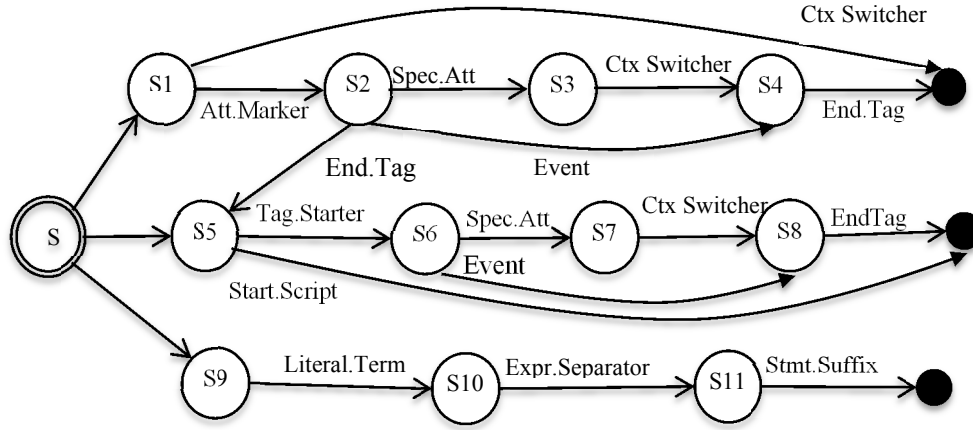 Ctx Switcher
S1
S2
Spec.Att
S3
Ctx Switcher
S4
Att.Marker
End.Tag
End.Tag
Event
S
S5
Tag.Starter
S6
Spec.Att
S7
Ctx Switcher
S8
EndTag
Start.Script
Event
S9
Literal.Term
S10
Expr.Separator
S11
Stmt.Suffix